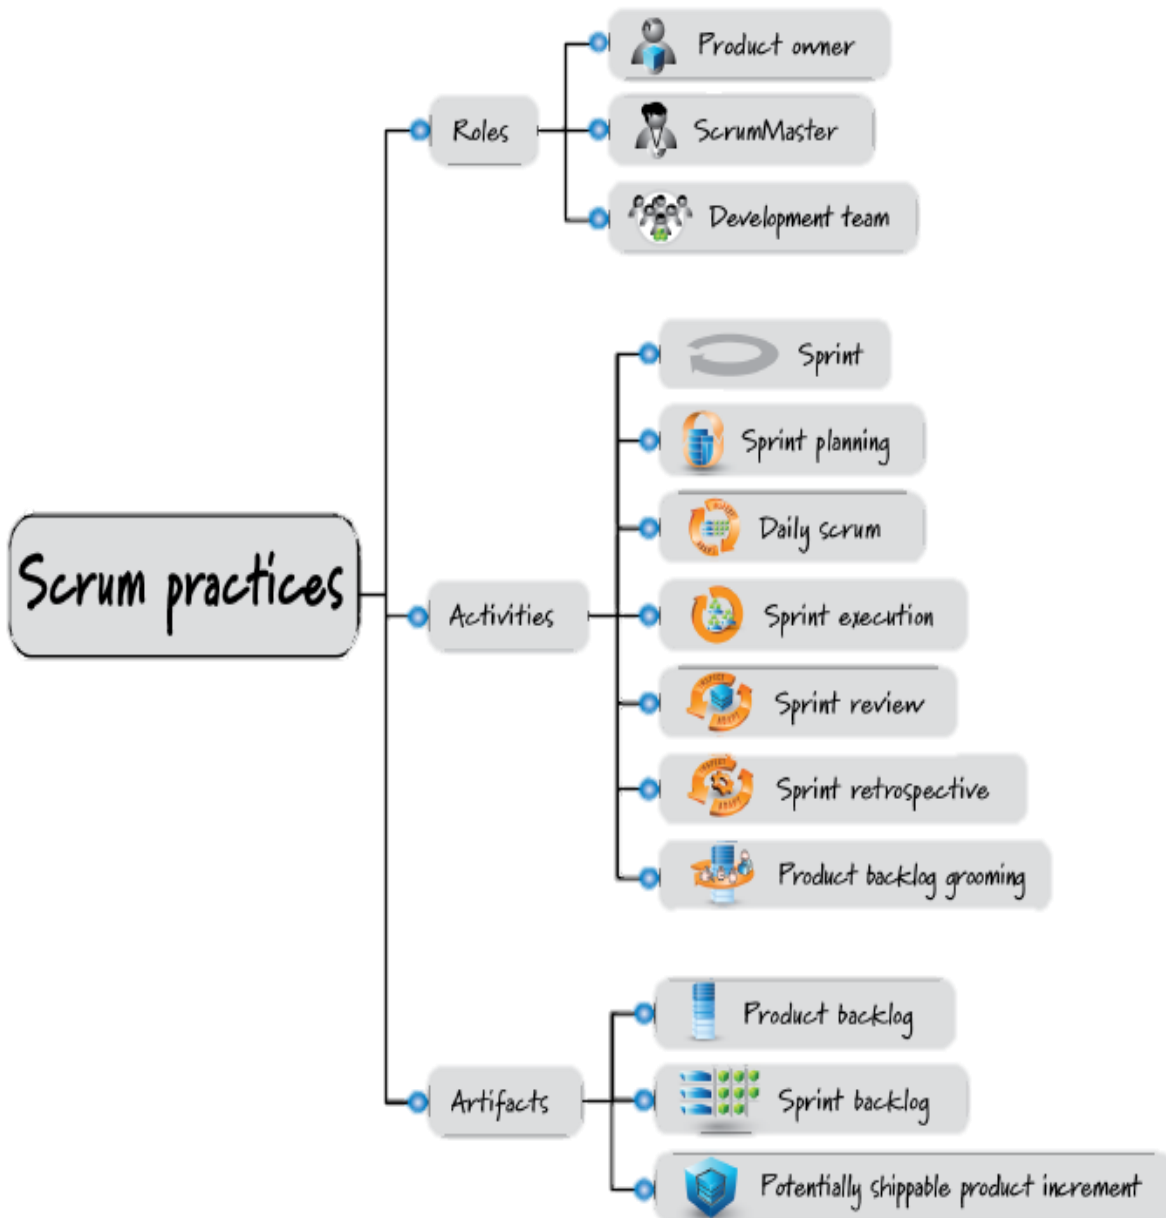 Product owner
Roles
ScrumMaster
Development team
Sprint
Sprint planning
Daily scrum
Scrum practices
Activities
Sprint execution
Sprint review
Sprint retrospective
Product backlog grooming
Product backlog
Artifacts
Sprint backlog
Potentially shippable product increment